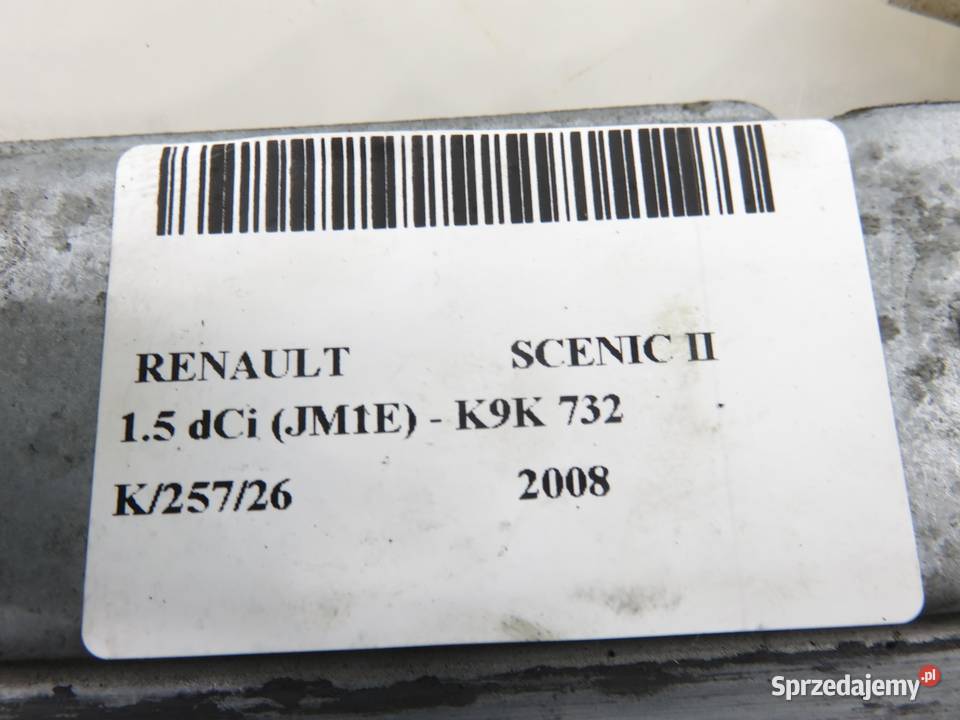 RENAULT SCENIC II
1.5 dCi (JM1E) - K9K 732
K/257/26 2008
Sprzedajemy.pl